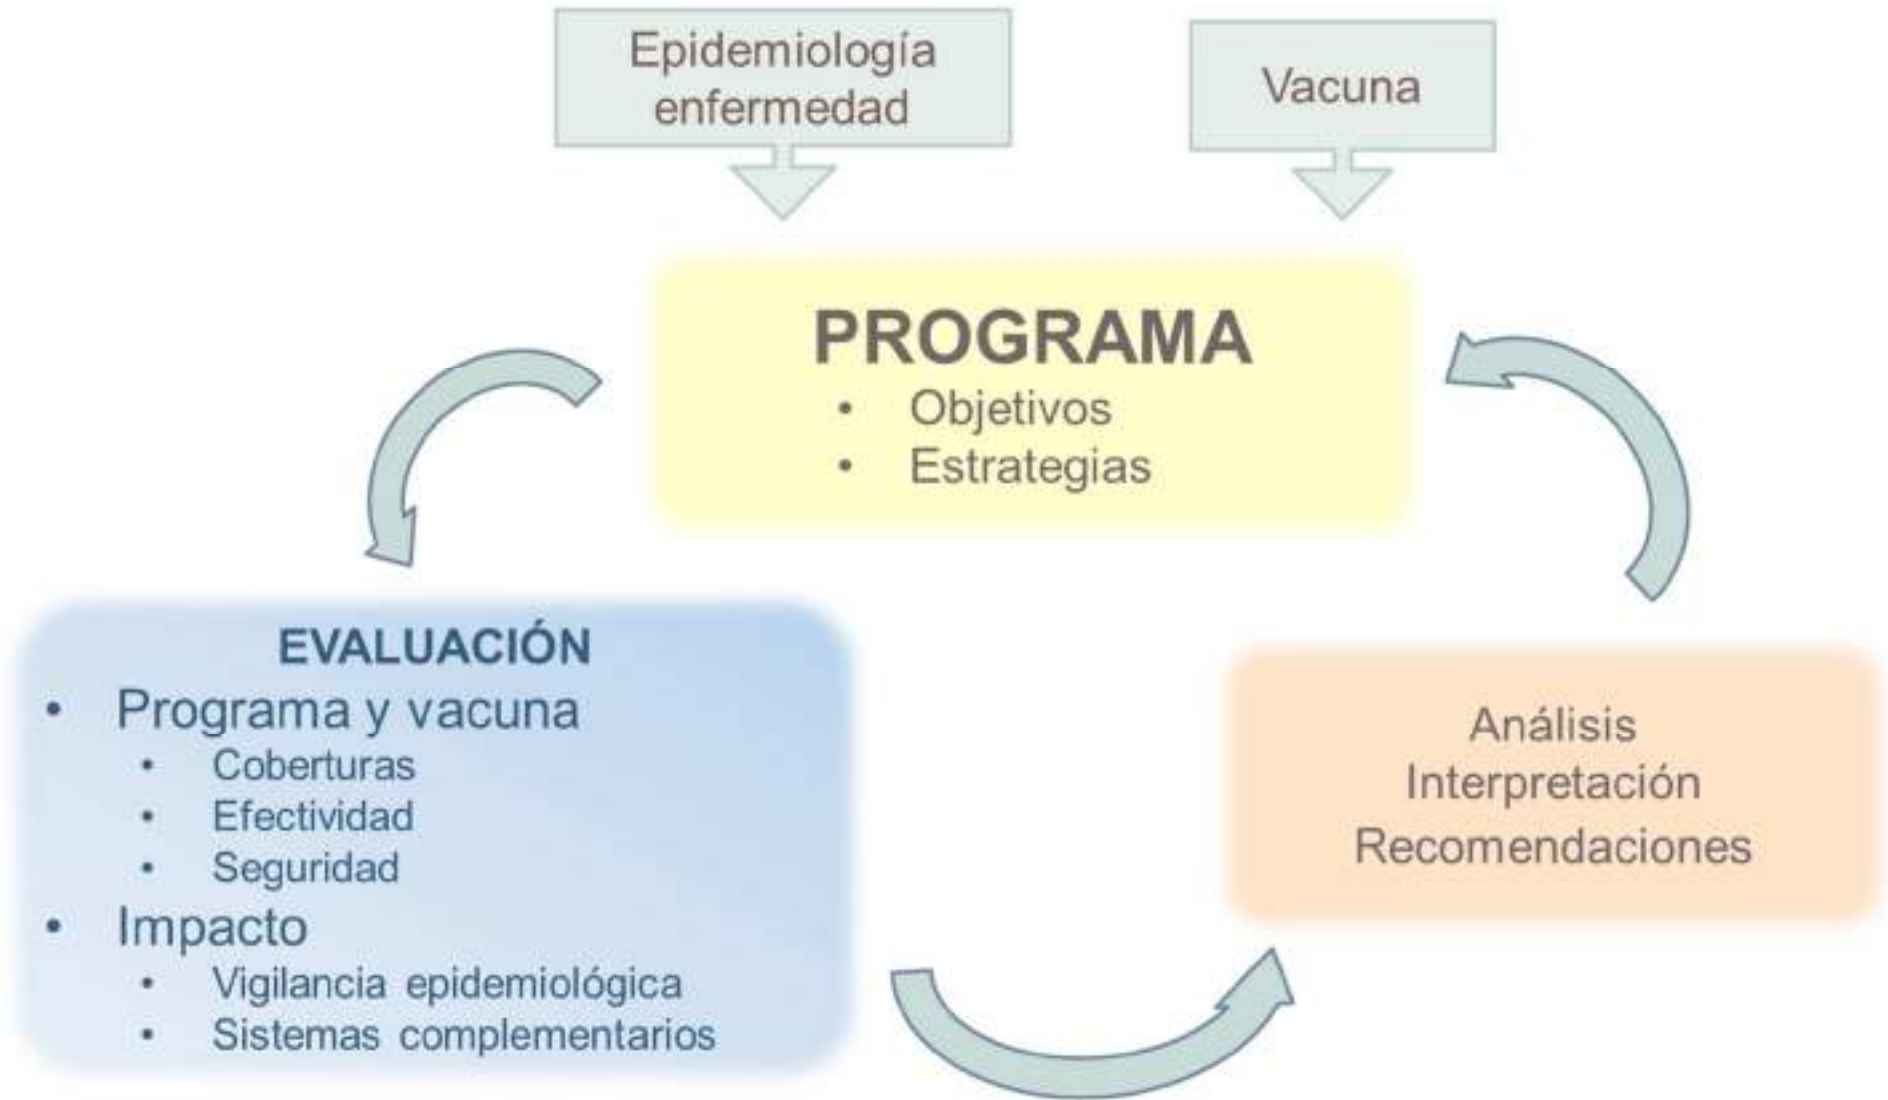 Epidemiología
enfermedad
Vacuna
PROGRAMA
• Objetivos
• Estrategias
EVALUACIÓN
• Programa y vacuna
• Coberturas
• Efectividad
• Seguridad
• Impacto
• Vigilancia epidemiológica
• Sistemas complementarios
Análisis
Interpretación
Recomendaciones